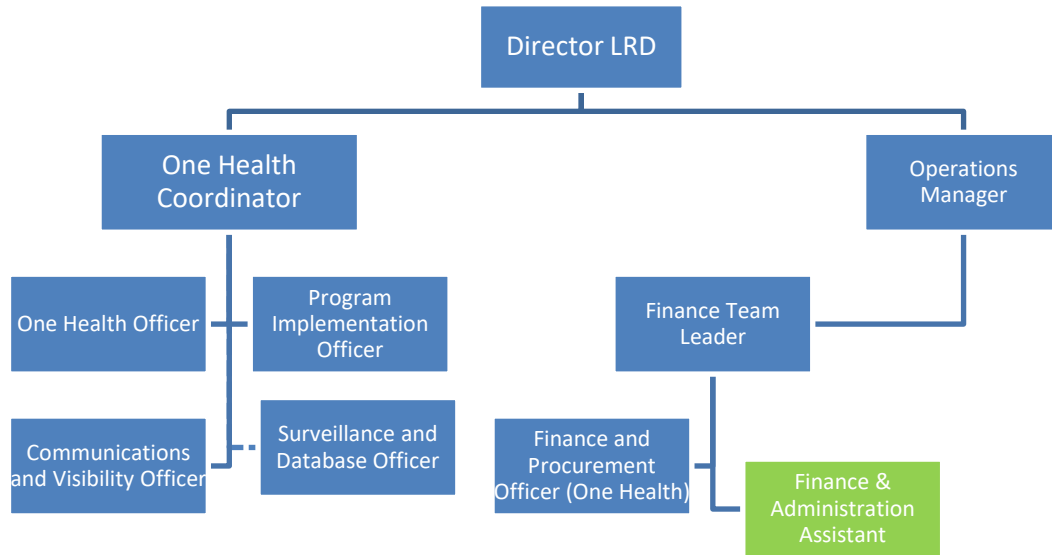 Director LRD
One Health
Coordinator
Operations
Manager
One Health Officer
Program
Implementation
Officer
Finance Team
Leader
Communications
and Visibility Officer
Surveillance and
Database Officer
Finance and
Procurement
Officer (One Health)
Finance &
Administration
Assistant